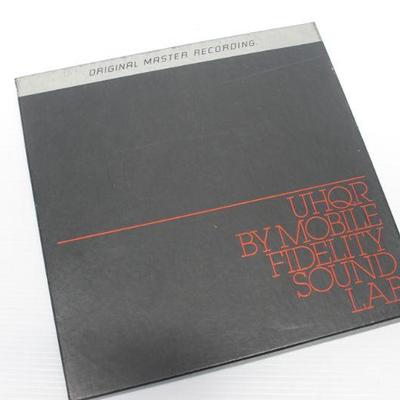 ORIGINAL MASTER RECORDING
UHQR
BY MOBILE
FIDELITY
SOUND
LAB